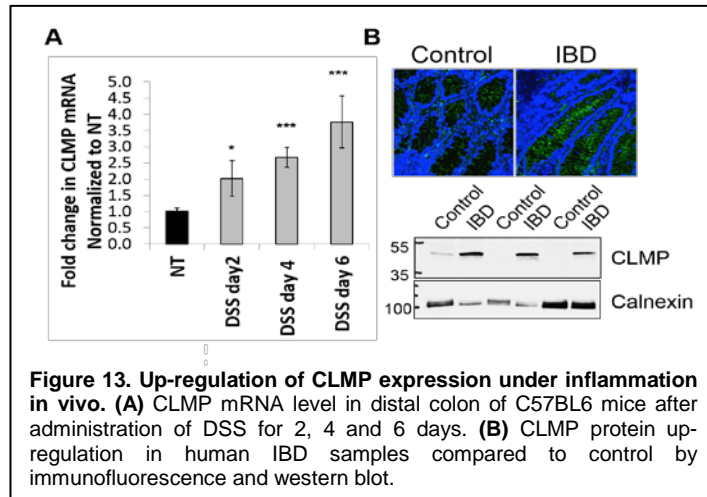 A
B
Fold change in CLMP mRNA
Normalized to NT
5.0
4.5
4.0
3.5
3.0
2.5
2.0
1.5
1.0
0.5
0.0
*
***
***
NT
DSS day2
DSS day 4
DSS day 6
Control IBD
Control IBD Control IBD Control IBD
55
35
CLMP
100
Calnexin
Figure 13. Up-regulation of CLMP expression under inflammation
in vivo. (A) CLMP mRNA level in distal colon of C57BL6 mice after
administration of DSS for 2, 4 and 6 days. (B) CLMP protein up-
regulation in human IBD samples compared to control by
immunofluorescence and western blot.